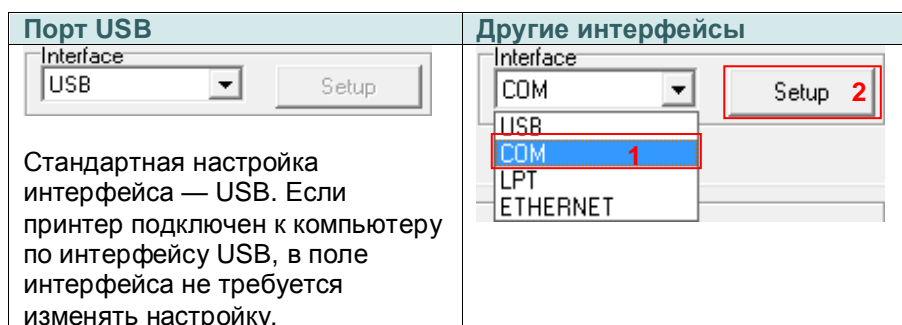 Порт USB
Interface
USB
Setup
Стандартная настройка
интерфейса — USB. Если
принтер подключен к компьютеру
по интерфейсу USB, в поле
интерфейса не требуется
изменять настройку.
Другие интерфейсы
Interface
COM
Setup 2
USB
COM 1
LPT
ETHERNET